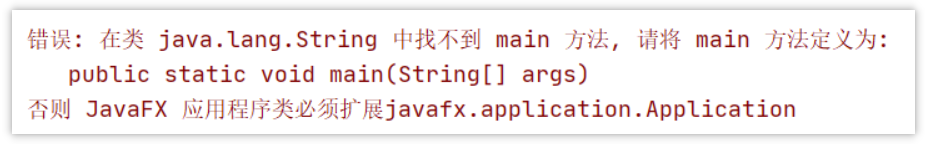 错误: 在类 java.lang.String 中找不到 main 方法, 请将 main 方法定义为:
public static void main(String[] args)
否则 JavaFX 应用程序类必须扩展javafx.application.Application